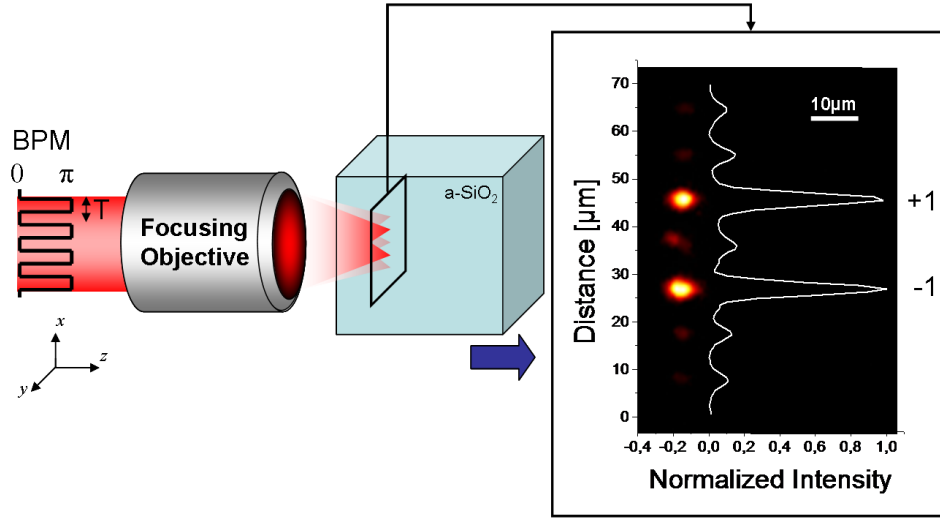 BPM
0 π
T
Focusing
Objective
x
y
z
a-SiO₂
Distance [µm]
70
60
50
40
30
20
10
0
10µm
+1
-1
-0,4 -0,2 0,0 0,2 0,4 0,6 0,8 1,0
Normalized Intensity